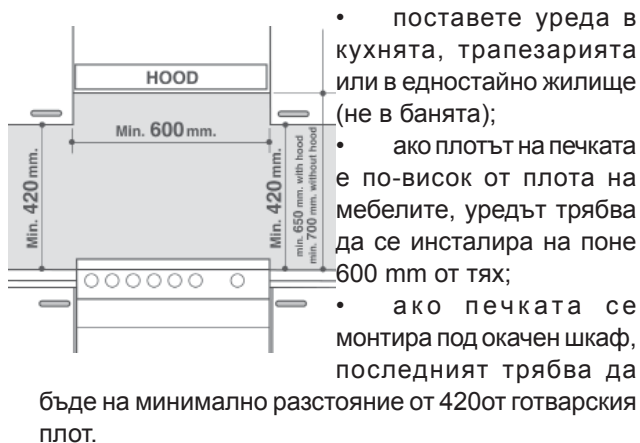 HOOD
Min. 600 mm.
Min. 420 mm.
Min. 420 mm.
min. 650 mm. with hood
min. 700 mm. without hood
• поставете уреда в
кухнята, трапезарията
или в едностайно жилище
(не в банята);
• ако плотът на печката
е по-висок от плота на
мебелите, уредът трябва
да се инсталира на поне
600 mm от тях;
• ако печката се
монтира под окачен шкаф,
последният трябва да
бъде на минимално разстояние от 420от готварския
плот.